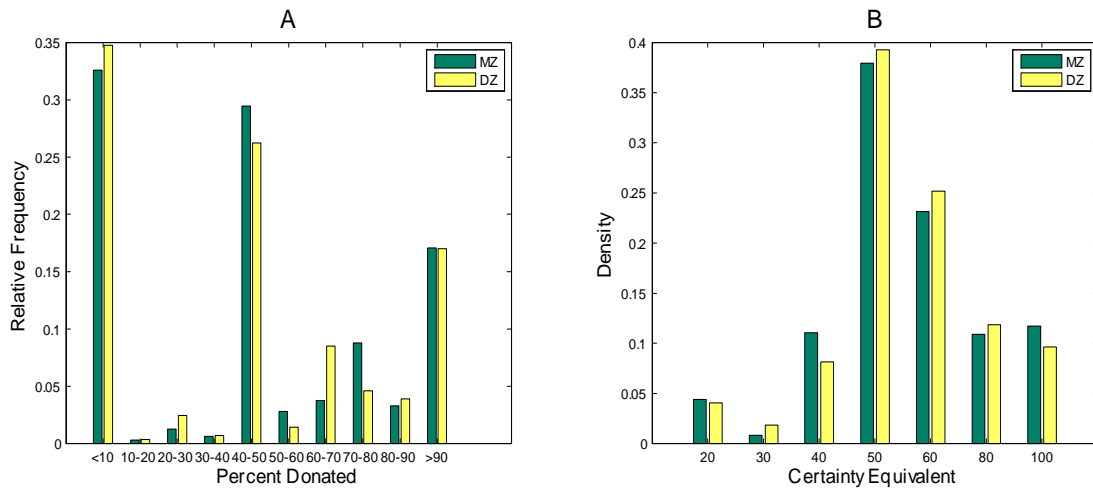 A
Relative Frequency
0.35
0.3
0.25
0.2
0.15
0.1
0.05
0
MZ
DZ
<10 10-20 20-30 30-40 40-50 50-60 60-70 70-80 80-90 >90
Percent Donated
B
Density
0.4
0.35
0.3
0.25
0.2
0.15
0.1
0.05
0
MZ
DZ
20 30 40 50 60 80 100
Certainty Equivalent